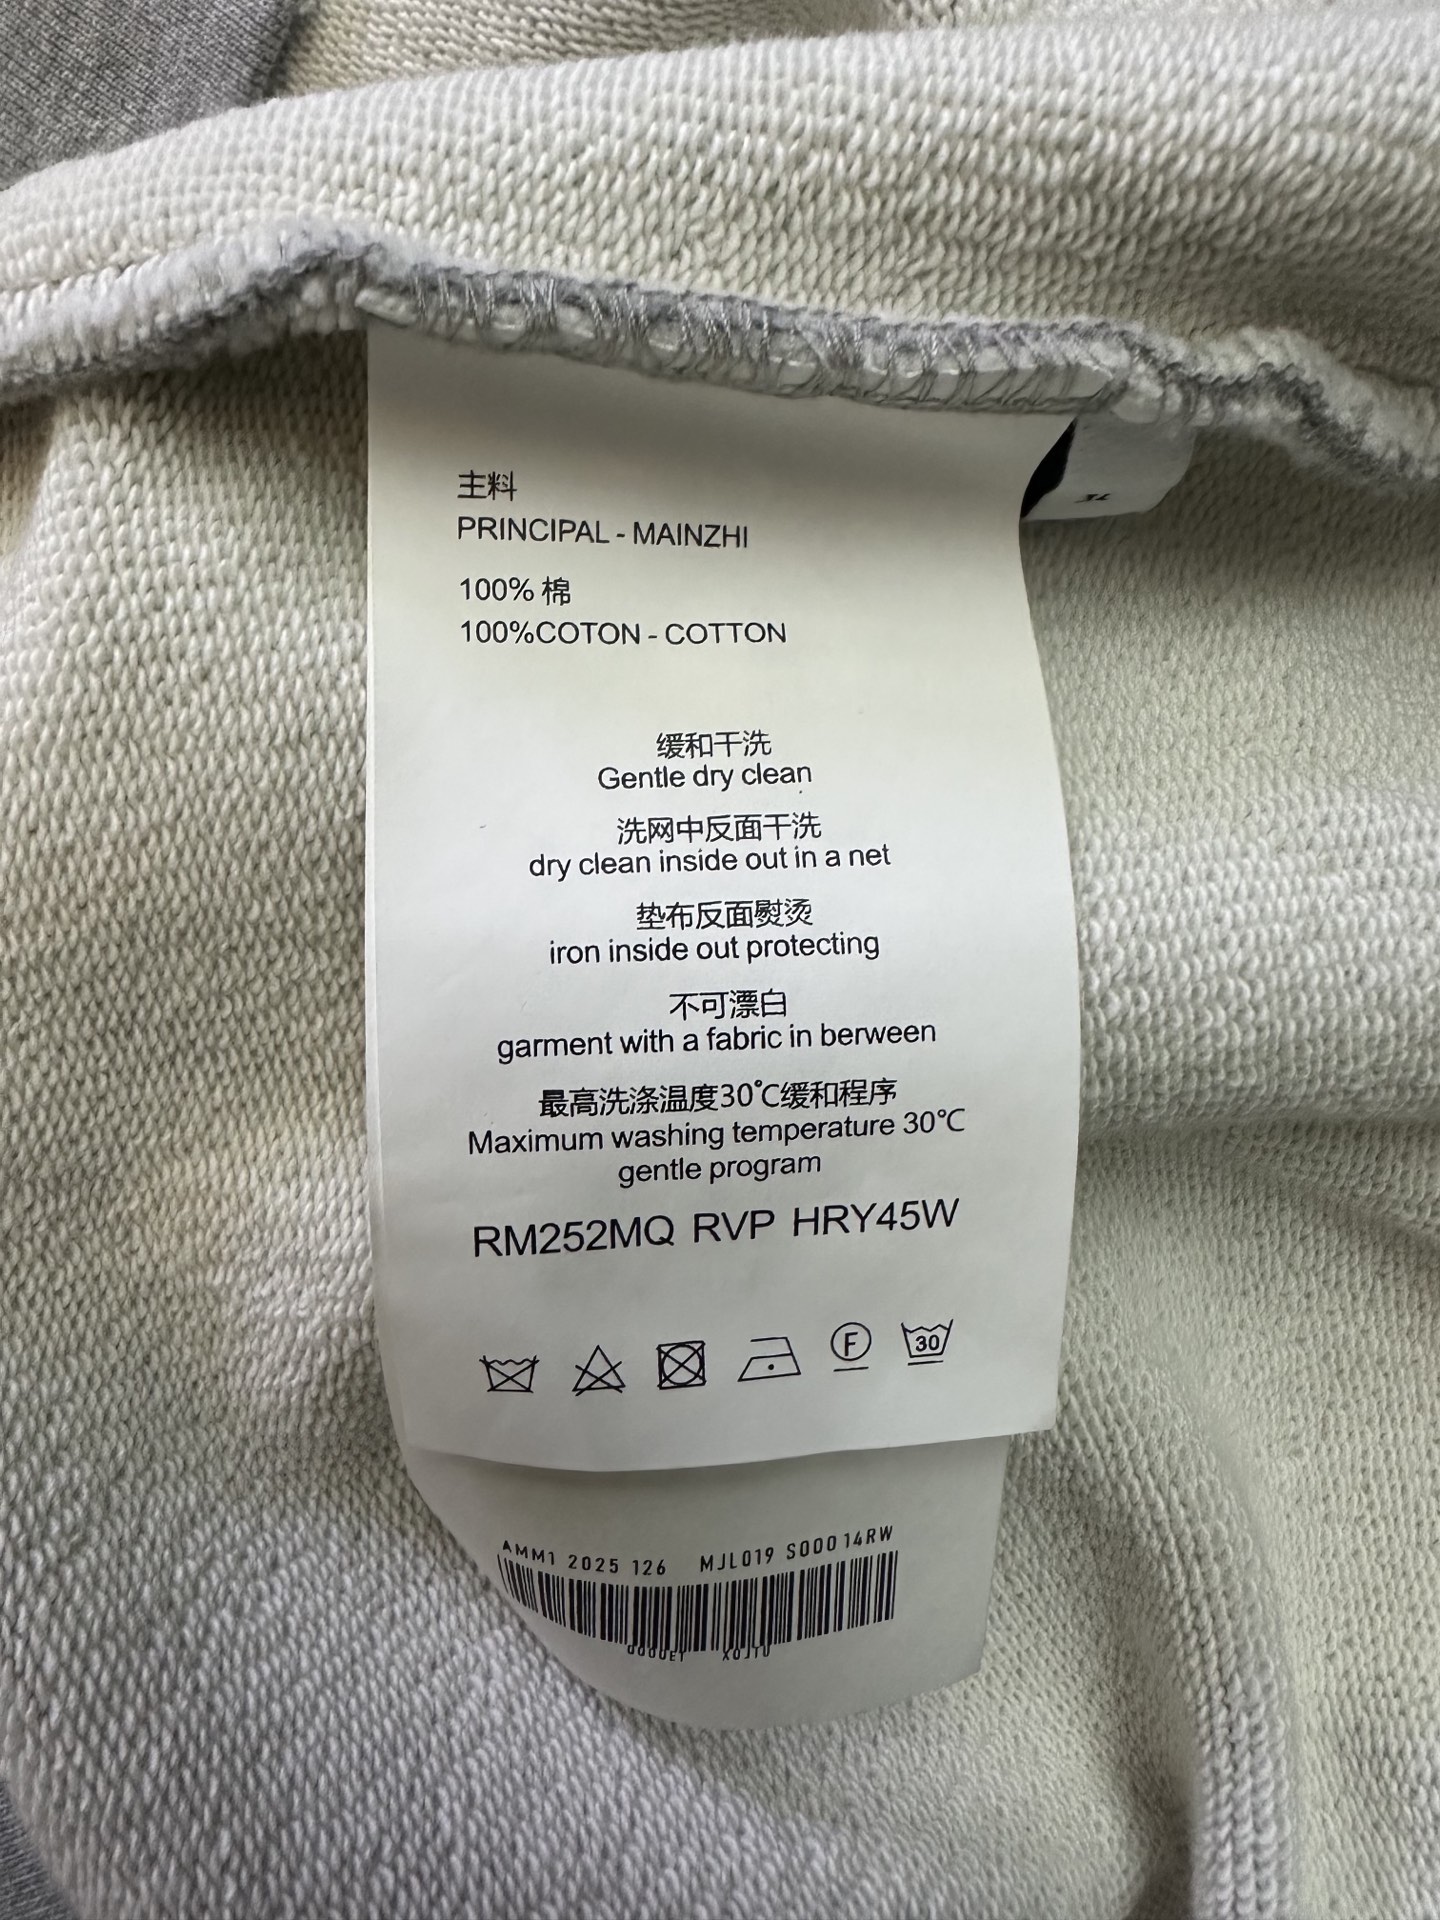 主料
PRINCIPAL - MAINZHI
100% 棉
100%COTON - COTTON
缓和干洗
Gentle dry clean
洗网中反面干洗
dry clean inside out in a net
垫布反面熨烫
iron inside out protecting
不可漂白
garment with a fabric in berween
最高洗涤温度30℃缓和程序
Maximum washing temperature 30℃
gentle program
RM252MQ RVP HRY45W
F
30
AMM1 2025 126 MJL019 S00014RW